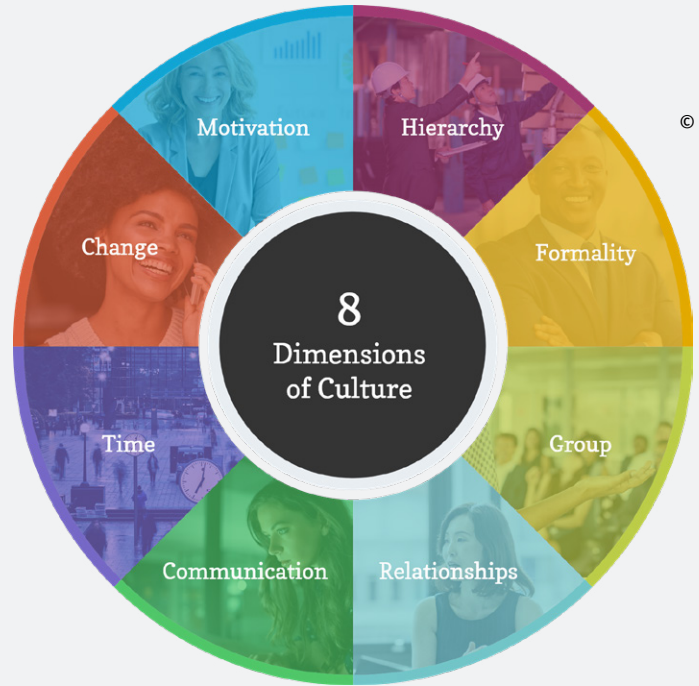 Motivation
Hierarchy
©
Change
Formality
8
Dimensions
of Culture
Time
Group
Communication
Relationships